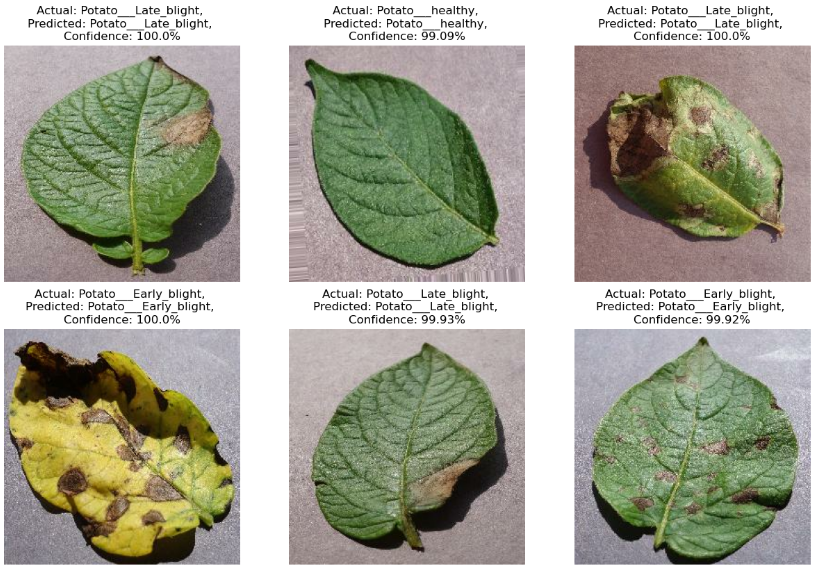 Actual: Potato___Late_blight,
Predicted: Potato___Late_blight,
Confidence: 100.0%
Actual: Potato___healthy,
Predicted: Potato___healthy,
Confidence: 99.09%
Actual: Potato___Late_blight,
Predicted: Potato___Late_blight,
Confidence: 100.0%
Actual: Potato___Early_blight,
Predicted: Potato___Early_blight,
Confidence: 100.0%
Actual: Potato___Late_blight,
Predicted: Potato___Late_blight,
Confidence: 99.93%
Actual: Potato___Early_blight,
Predicted: Potato___Early_blight,
Confidence: 99.92%